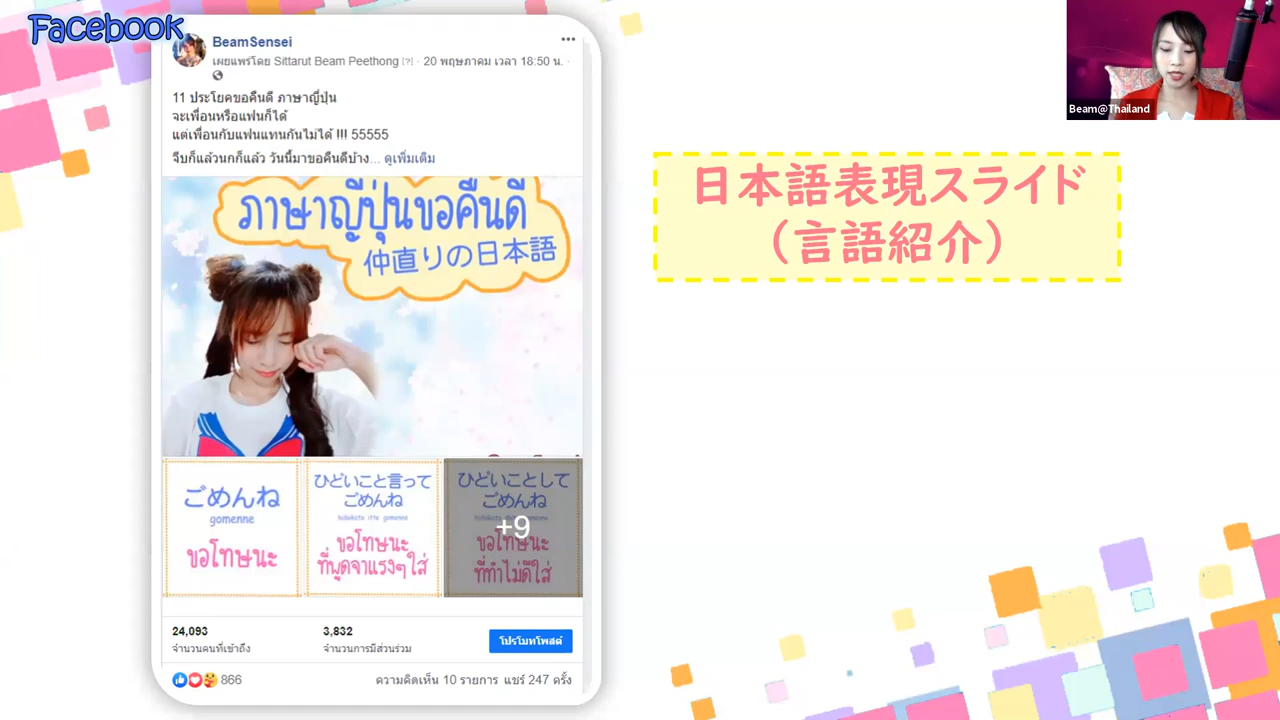 Facebook
BeamSensei
เผยแพร่โดย Sittarut Beam Peethong [?] · 20 พฤษภาคม เวลา 18:50 น. ·
11 ประโยคขอคืนดี ภาษาญี่ปุ่น
จะเพื่อนหรือแฟนก็ได้
แต่เพื่อนกับแฟนแทนกันไม่ได้ !!! 55555
จีบก็แล้วนกก็แล้ว วันนี้มาขอคืนดีบ้าง... ดูเพิ่มเติม
ภาษาญี่ปุ่นขอคืนดี
仲直りの日本語
ごめんね
gomenne
ขอโทษนะ
ひどいこと言って
ごめんね
ขอโทษนะ
ที่พูดจาแรงๆใส่
ひどいことして
ごめんね
+9
ขอโทษนะ
ที่ทำไม่ดีใส่
24,093
จำนวนคนที่เข้าถึง
3,832
จำนวนการมีส่วนร่วม
โปรโมทโพสต์
866
ความคิดเห็น 10 รายการ แชร์ 247 ครั้ง
日本語表現スライド
（言語紹介）
Beam@Thailand